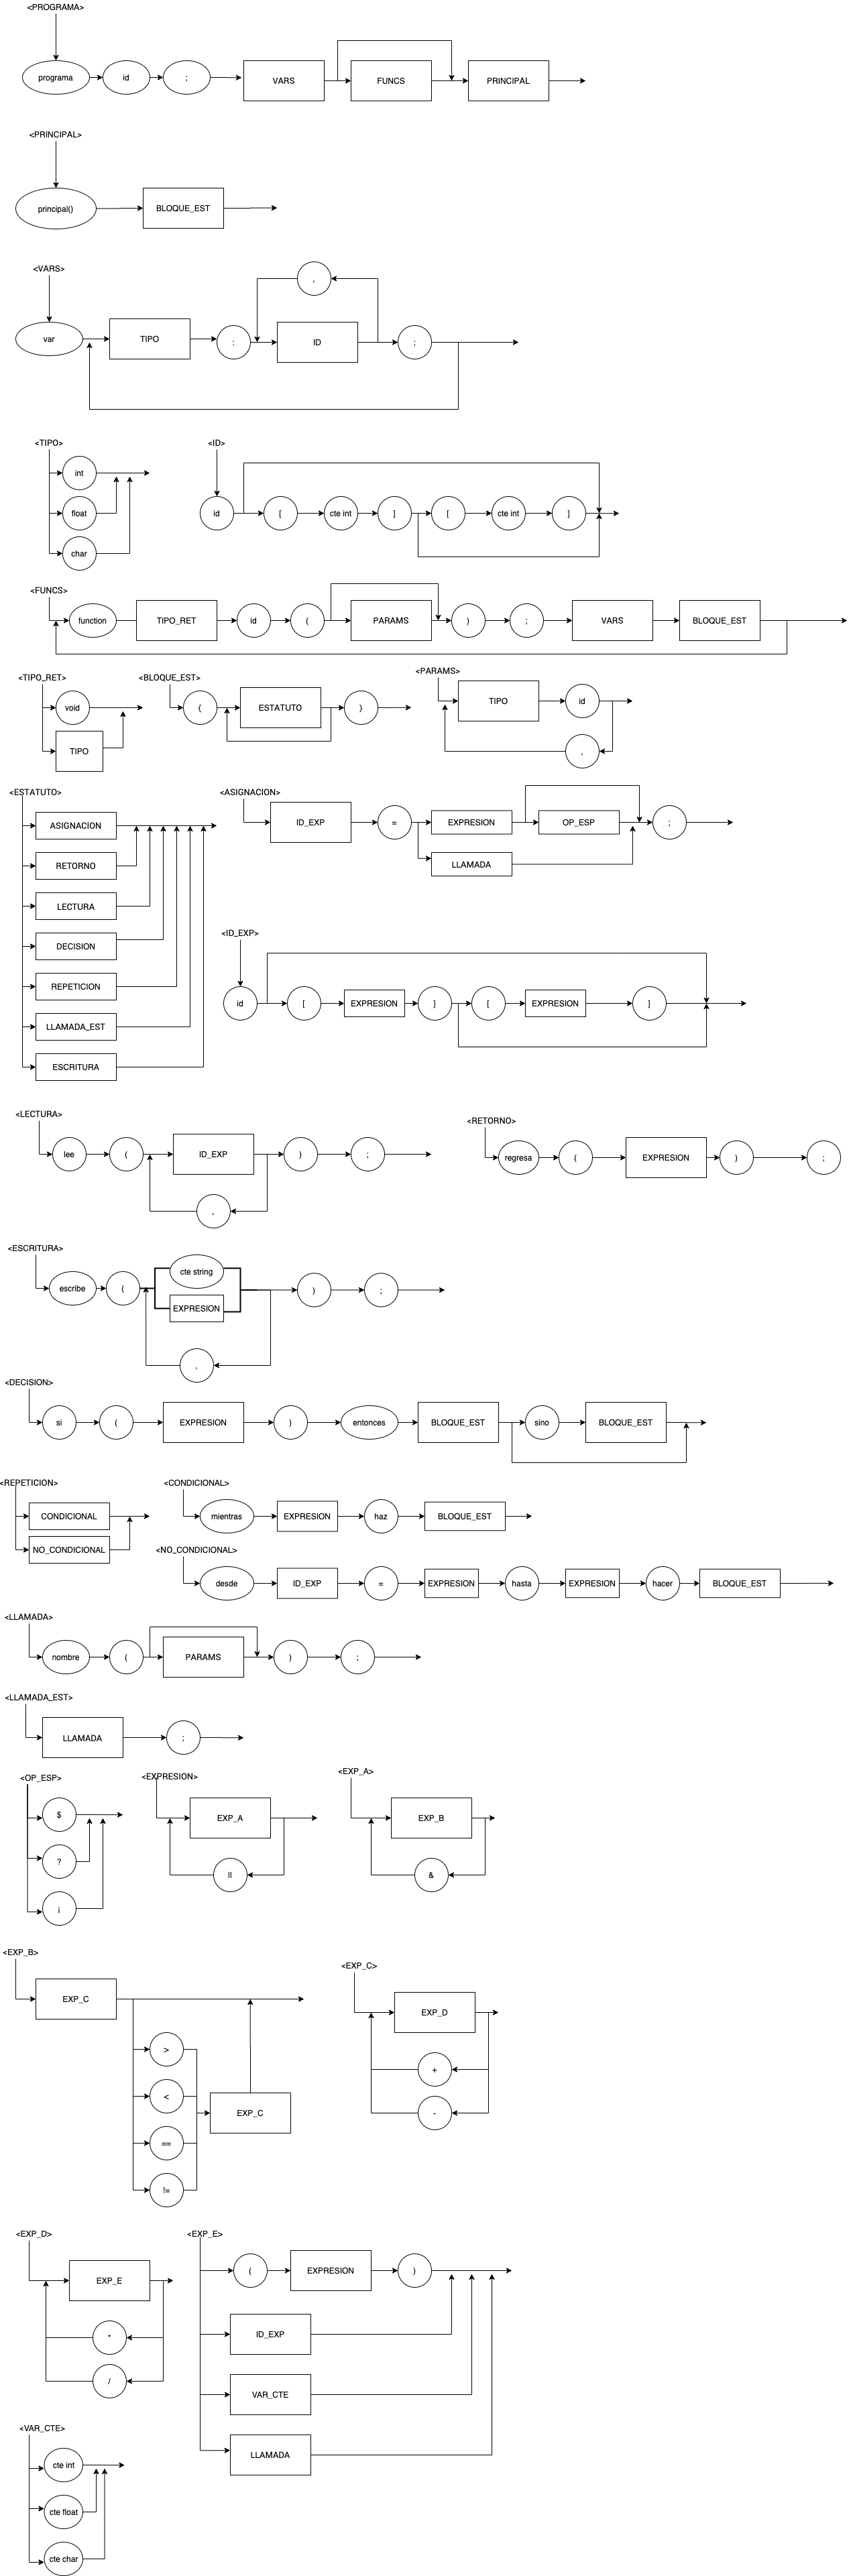 <PROGRAMA>
programa id ; VARS FUNCS PRINCIPAL
<PRINCIPAL>
principal() BLOQUE_EST
<VARS>
,
var TIPO : ID ;
<TIPO> <ID>
int
float id [ cte int ] [ cte int ]
char
<FUNCS>
function TIPO_RET id ( PARAMS ) ; VARS BLOQUE_EST
<TIPO_RET> <BLOQUE_EST> <PARAMS>
void { ESTATUTO } TIPO id
TIPO ,
<ESTATUTO> <ASIGNACION>
ASIGNACION ID_EXP = EXPRESION OP_ESP ;
RETORNO LLAMADA
LECTURA
<ID_EXP>
DECISION
REPETICION
id [ EXPRESION ] [ EXPRESION ]
LLAMADA_EST
ESCRITURA
<LECTURA> <RETORNO>
lee ( ID_EXP ) ; regresa ( EXPRESION ) ;
,
<ESCRITURA>
cte string
escribe ( ) ;
EXPRESION
,
<DECISION>
si ( EXPRESION ) entonces BLOQUE_EST sino BLOQUE_EST
<REPETICION> <CONDICIONAL>
CONDICIONAL mientras EXPRESION haz BLOQUE_EST
NO_CONDICIONAL <NO_CONDICIONAL>
desde ID_EXP = EXPRESION hasta EXPRESION hacer BLOQUE_EST
<LLAMADA>
nombre ( PARAMS ) ;
<LLAMADA_EST>
LLAMADA ;
<OP_ESP> <EXPRESION> <EXP_A>
$ EXP_A EXP_B
? || &
¡
<EXP_B> <EXP_C>
EXP_C EXP_D
>
+
<
-
EXP_C
==
!=
<EXP_D> <EXP_E>
( EXPRESION )
EXP_E
* ID_EXP
/
VAR_CTE
<VAR_CTE>
LLAMADA
cte int
cte float
cte char